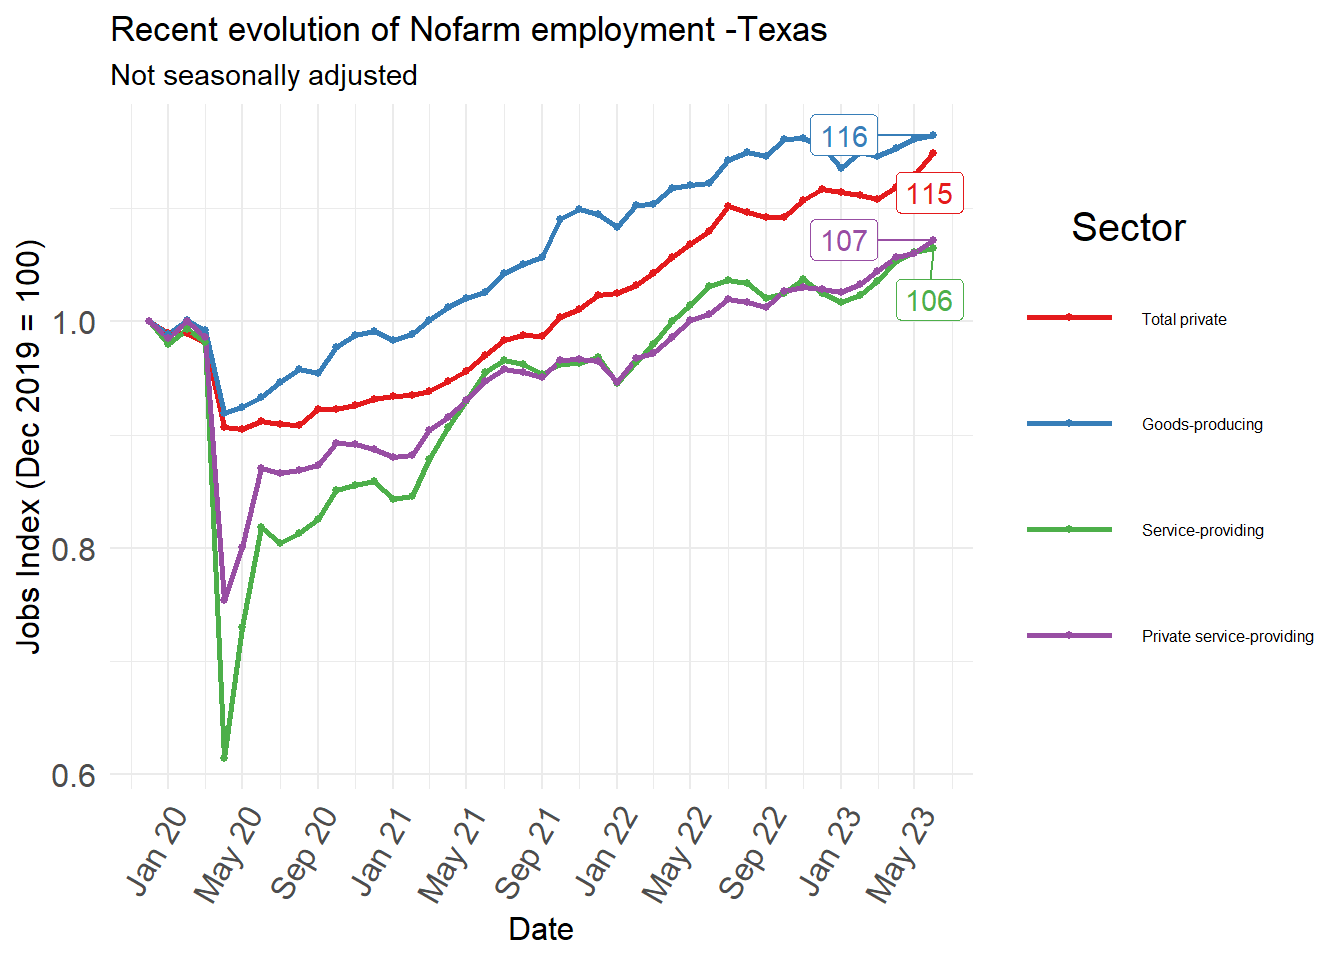 Recent evolution of Nofarm employment -Texas
Not seasonally adjusted
116
115
107
106
1.0
0.8
0.6
Jobs Index (Dec 2019 = 100)
Jan 20
May 20
Sep 20
Jan 21
May 21
Sep 21
Jan 22
May 22
Sep 22
Jan 23
May 23
Date
Sector
Total private
Goods-producing
Service-providing
Private service-providing